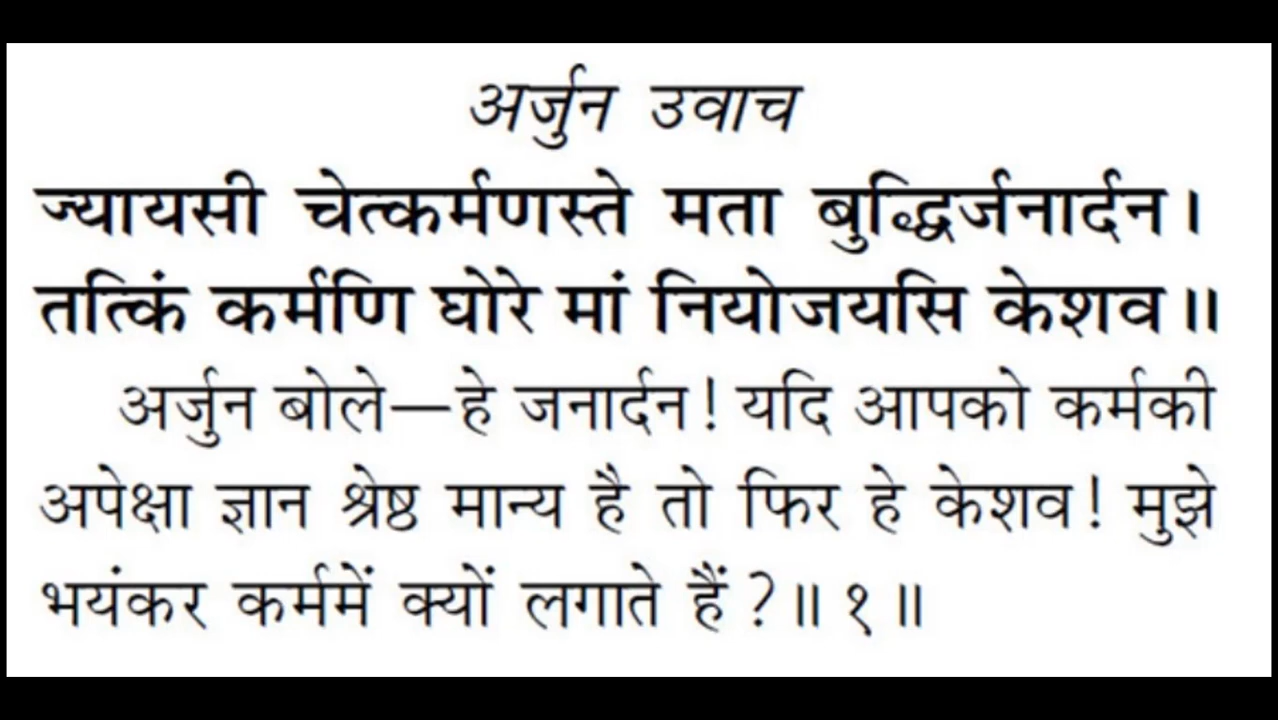 अर्जुन उवाच
ज्यायसी चेत्कर्मणस्ते मता बुद्धिर्जनार्दन।
तत्किं कर्मणि घोरे मां नियोजयसि केशव॥
अर्जुन बोले—हे जनार्दन! यदि आपको कर्मकी
अपेक्षा ज्ञान श्रेष्ठ मान्य है तो फिर हे केशव! मुझे
भयंकर कर्ममें क्यों लगाते हैं?॥ १॥